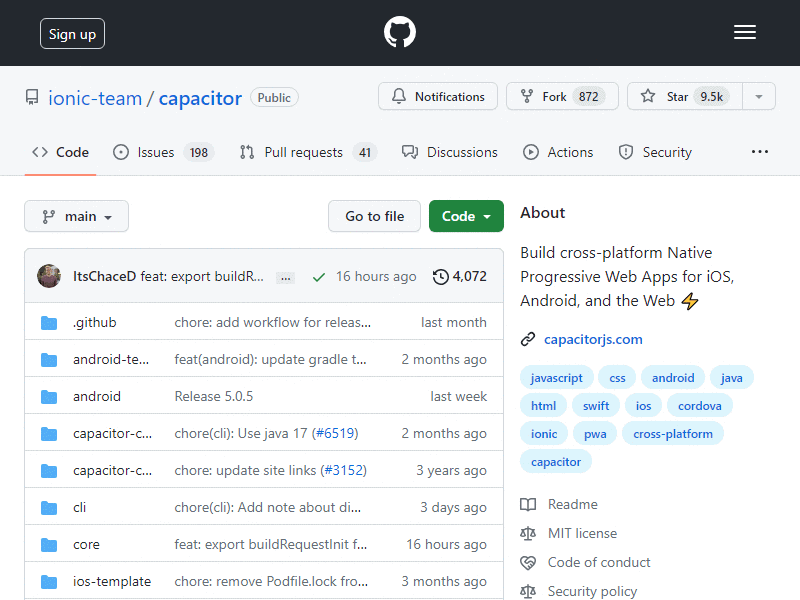 Sign up
ionic-team / capacitor Public
Notifications
Fork 872
Star 9.5k
Code
Issues 198
Pull requests 41
Discussions
Actions
Security
main
Go to file
Code
ItsChaceD feat: export buildR... ... 16 hours ago 4,072
.github chore: add workflow for releas... last month
android-te... feat(android): update gradle t... 2 months ago
android Release 5.0.5 last week
capacitor-c... chore(cli): Use java 17 (#6519) 2 months ago
capacitor-c... chore: update site links (#3152) 3 years ago
cli chore(cli): Add note about di... 3 days ago
core feat: export buildRequestInit f... 16 hours ago
ios-template chore: remove Podfile.lock fro... 3 months ago
About
Build cross-platform Native
Progressive Web Apps for iOS,
Android, and the Web ⚡
capacitorjs.com
javascript css android java
html swift ios cordova
ionic pwa cross-platform
capacitor
Readme
MIT license
Code of conduct
Security policy